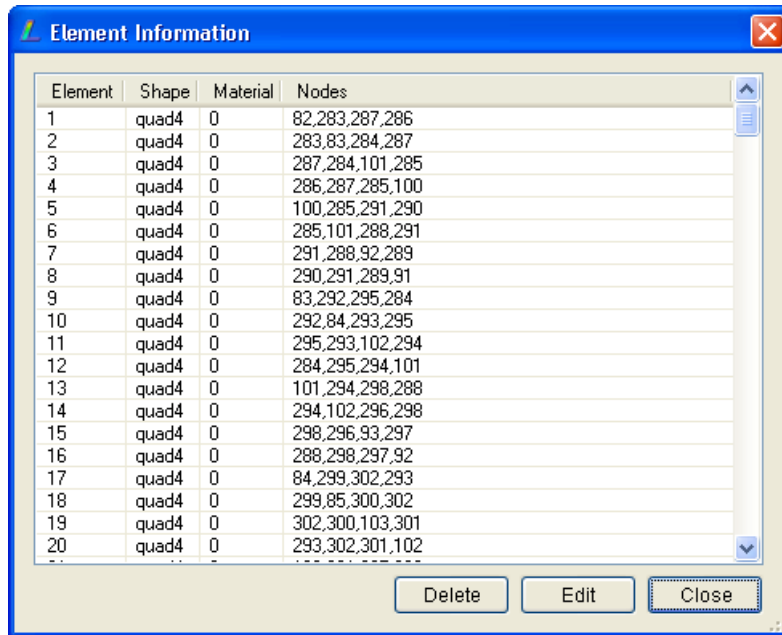 Element Information
Element Shape Material Nodes
1 quad4 0 82,283,287,286
2 quad4 0 283,83,284,287
3 quad4 0 287,284,101,285
4 quad4 0 286,287,285,100
5 quad4 0 100,285,291,290
6 quad4 0 285,101,288,291
7 quad4 0 291,288,92,289
8 quad4 0 290,291,289,91
9 quad4 0 83,292,295,284
10 quad4 0 292,84,293,295
11 quad4 0 295,293,102,294
12 quad4 0 284,295,294,101
13 quad4 0 101,294,298,288
14 quad4 0 294,102,296,298
15 quad4 0 298,296,93,297
16 quad4 0 288,298,297,92
17 quad4 0 84,299,302,293
18 quad4 0 299,85,300,302
19 quad4 0 302,300,103,301
20 quad4 0 293,302,301,102
Delete Edit Close